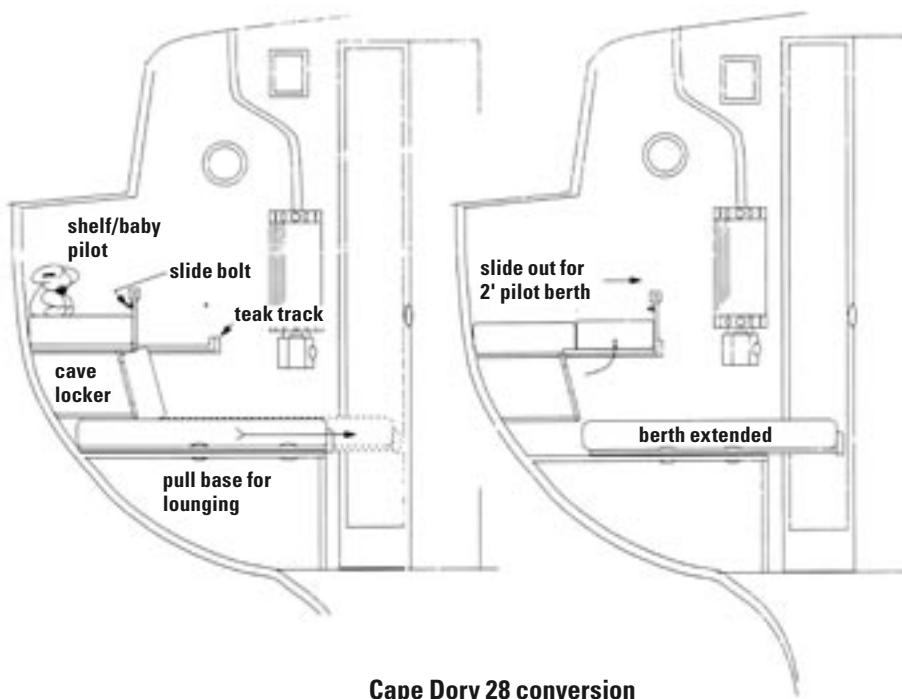 shelf/baby
pilot
slide bolt
teak track
cave
locker
pull base for
lounging
slide out for
2' pilot berth
berth extended
Cape Dory 28 conversion